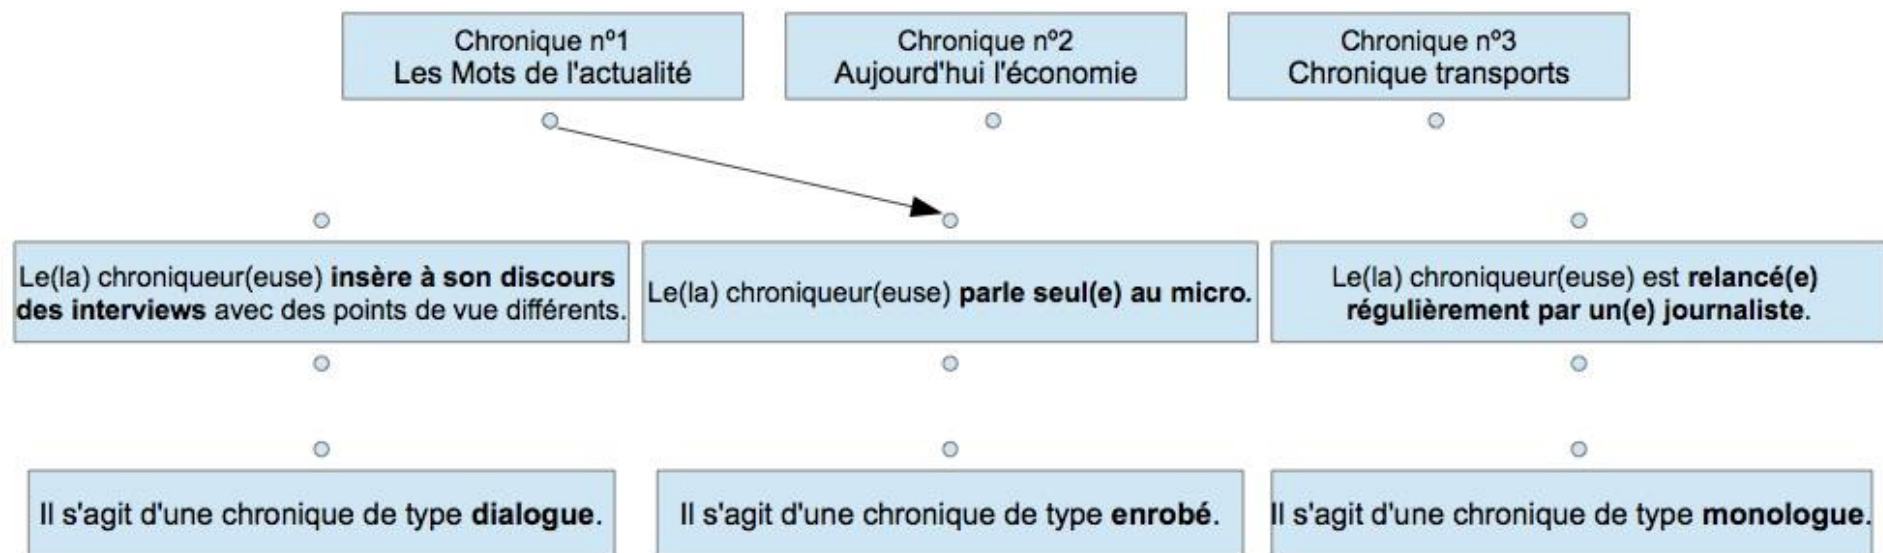 Chronique nº1
Les Mots de l'actualité
Chronique nº2
Aujourd'hui l'économie
Chronique nº3
Chronique transports
Le(la) chroniqueur(euse) insère à son discours
des interviews avec des points de vue différents.
Le(la) chroniqueur(euse) parle seul(e) au micro.
Le(la) chroniqueur(euse) est relancé(e)
régulièrement par un(e) journaliste.
Il s'agit d'une chronique de type dialogue.
Il s'agit d'une chronique de type enrobé.
Il s'agit d'une chronique de type monologue.